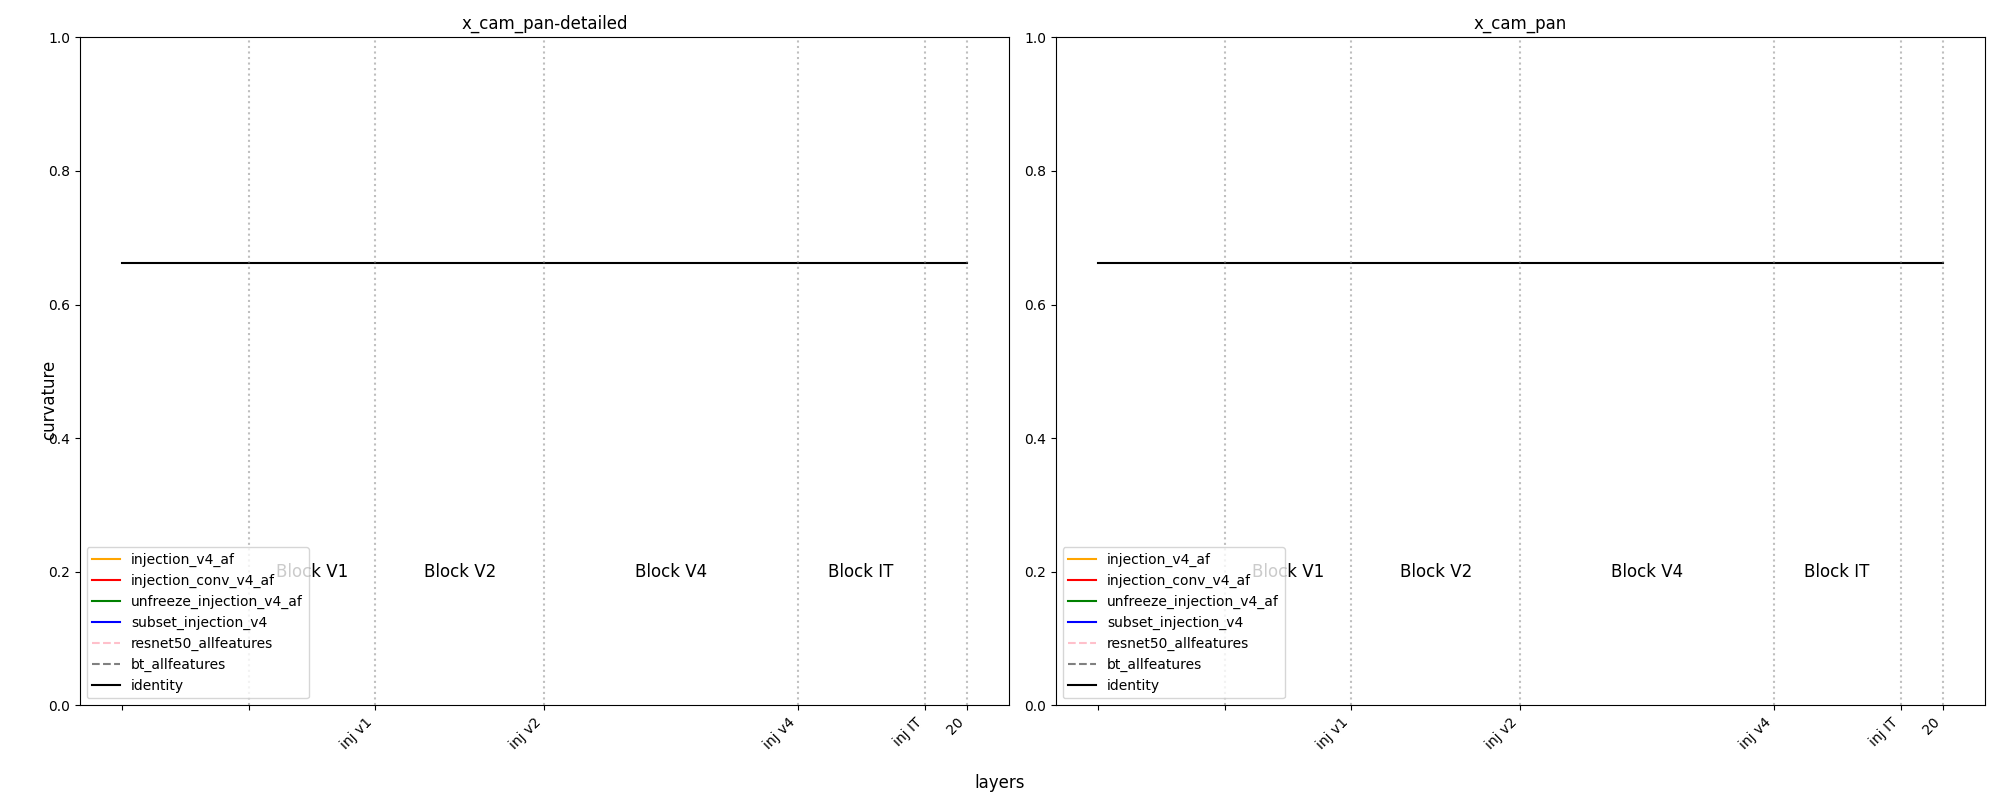 x_cam_pan-detailed
1.0
0.8
0.6
0.4
0.2
0.0
curvature
Block V1
Block V2
Block V4
Block IT
injection_v4_af
injection_conv_v4_af
unfreeze_injection_v4_af
subset_injection_v4
resnet50_allfeatures
bt_allfeatures
identity
inj v1
inj v2
inj v4
inj IT
20
x_cam_pan
1.0
0.8
0.6
0.4
0.2
0.0
Block V1
Block V2
Block V4
Block IT
injection_v4_af
injection_conv_v4_af
unfreeze_injection_v4_af
subset_injection_v4
resnet50_allfeatures
bt_allfeatures
identity
inj v1
inj v2
inj v4
inj IT
20
layers